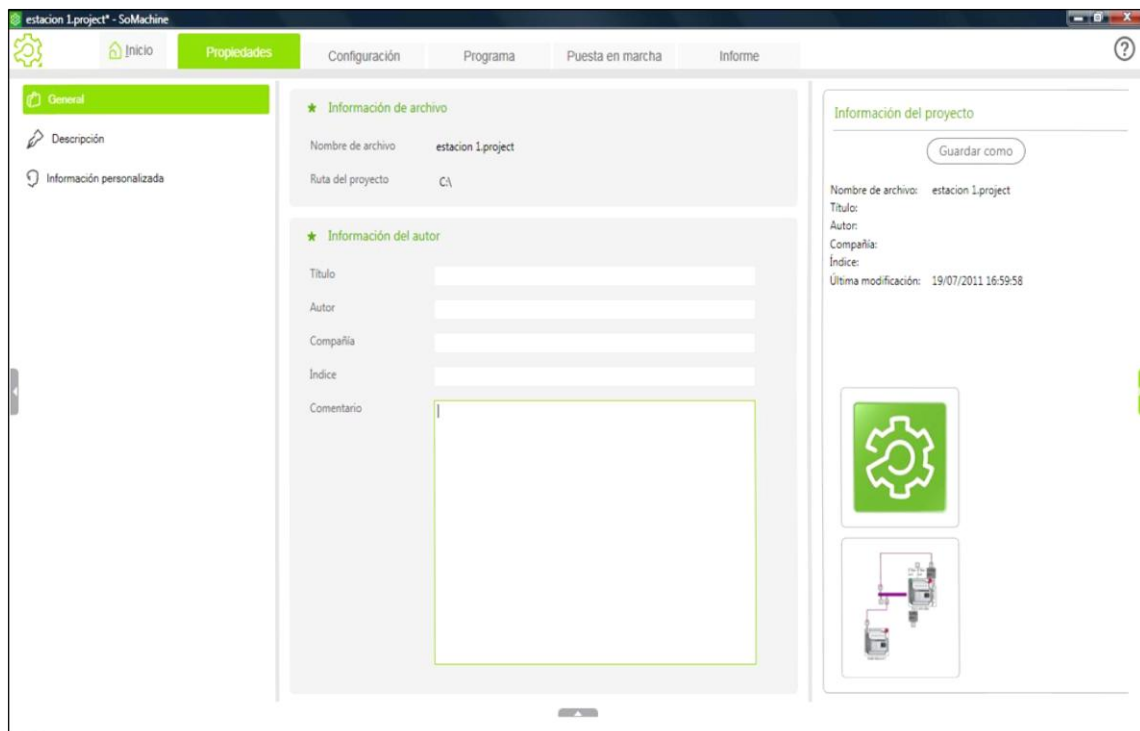 estacion 1.project* - SoMachine
Inicio
Propiedades
Configuración
Programa
Puesta en marcha
Informe
?
General
Descripción
Información personalizada
Información de archivo
Nombre de archivo estacion 1.project
Ruta del proyecto C:\
Información del autor
Título
Autor
Compañía
Índice
Comentario
Información del proyecto
Guardar como
Nombre de archivo: estacion 1.project
Título:
Autor:
Compañía:
Índice:
Última modificación: 19/07/2011 16:59:58